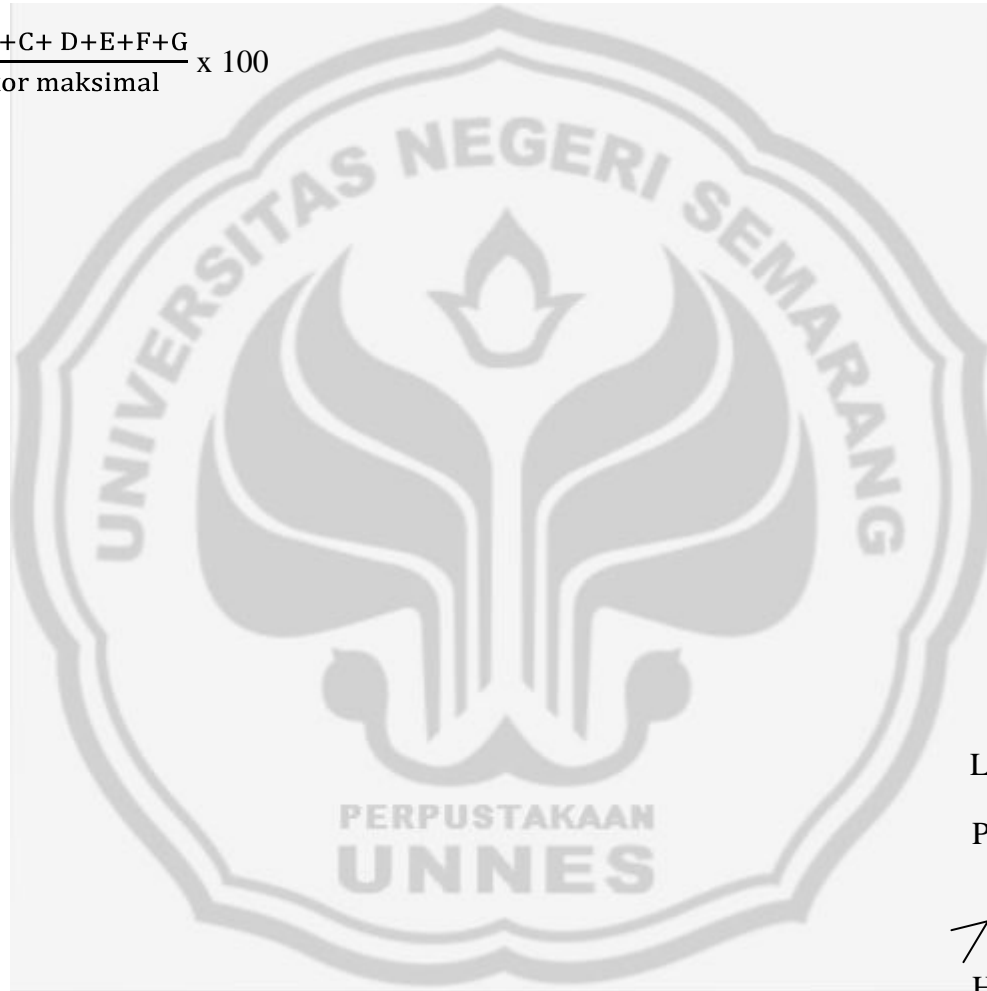 +C+ D+E+F+G
or maksimal
x 100
UNIVERSITAS NEGERI SEMARANG
PERPUSTAKAAN
UNNES
L
P
H